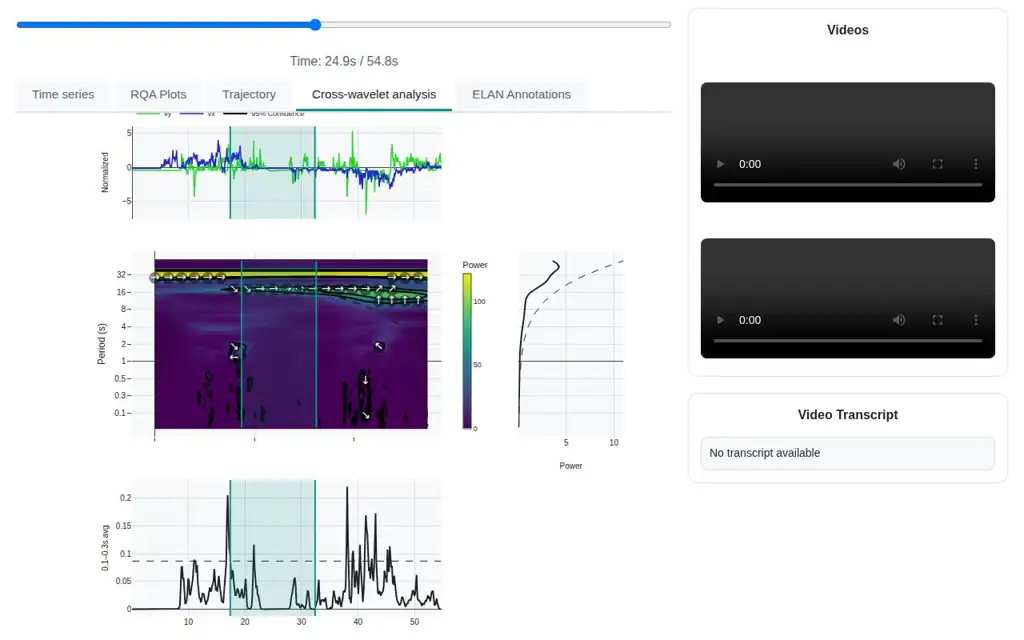 Time: 24.9s / 54.8s
Time series
RQA Plots
Trajectory
Cross-wavelet analysis
ELAN Annotations
vy
vx
95% Confidence
Normalized
5
0
−5
Period (s)
32
16
8
4
2
1
0.5
0.3
0.1
Power
100
50
0
5
10
Power
0.1–0.3s avg
0.2
0.15
0.1
0.05
0
10
20
30
40
50
Videos
0:00
0:00
Video Transcript
No transcript available